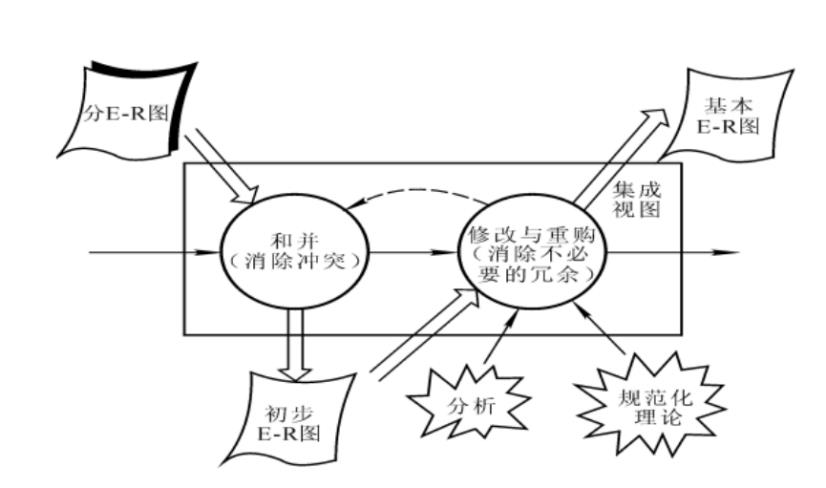 分E-R图
基本
E-R图
集成
视图
和并
（消除冲突）
修改与重购
（消除不必
要的冗余）
初步
E-R图
分析
规范化
理论